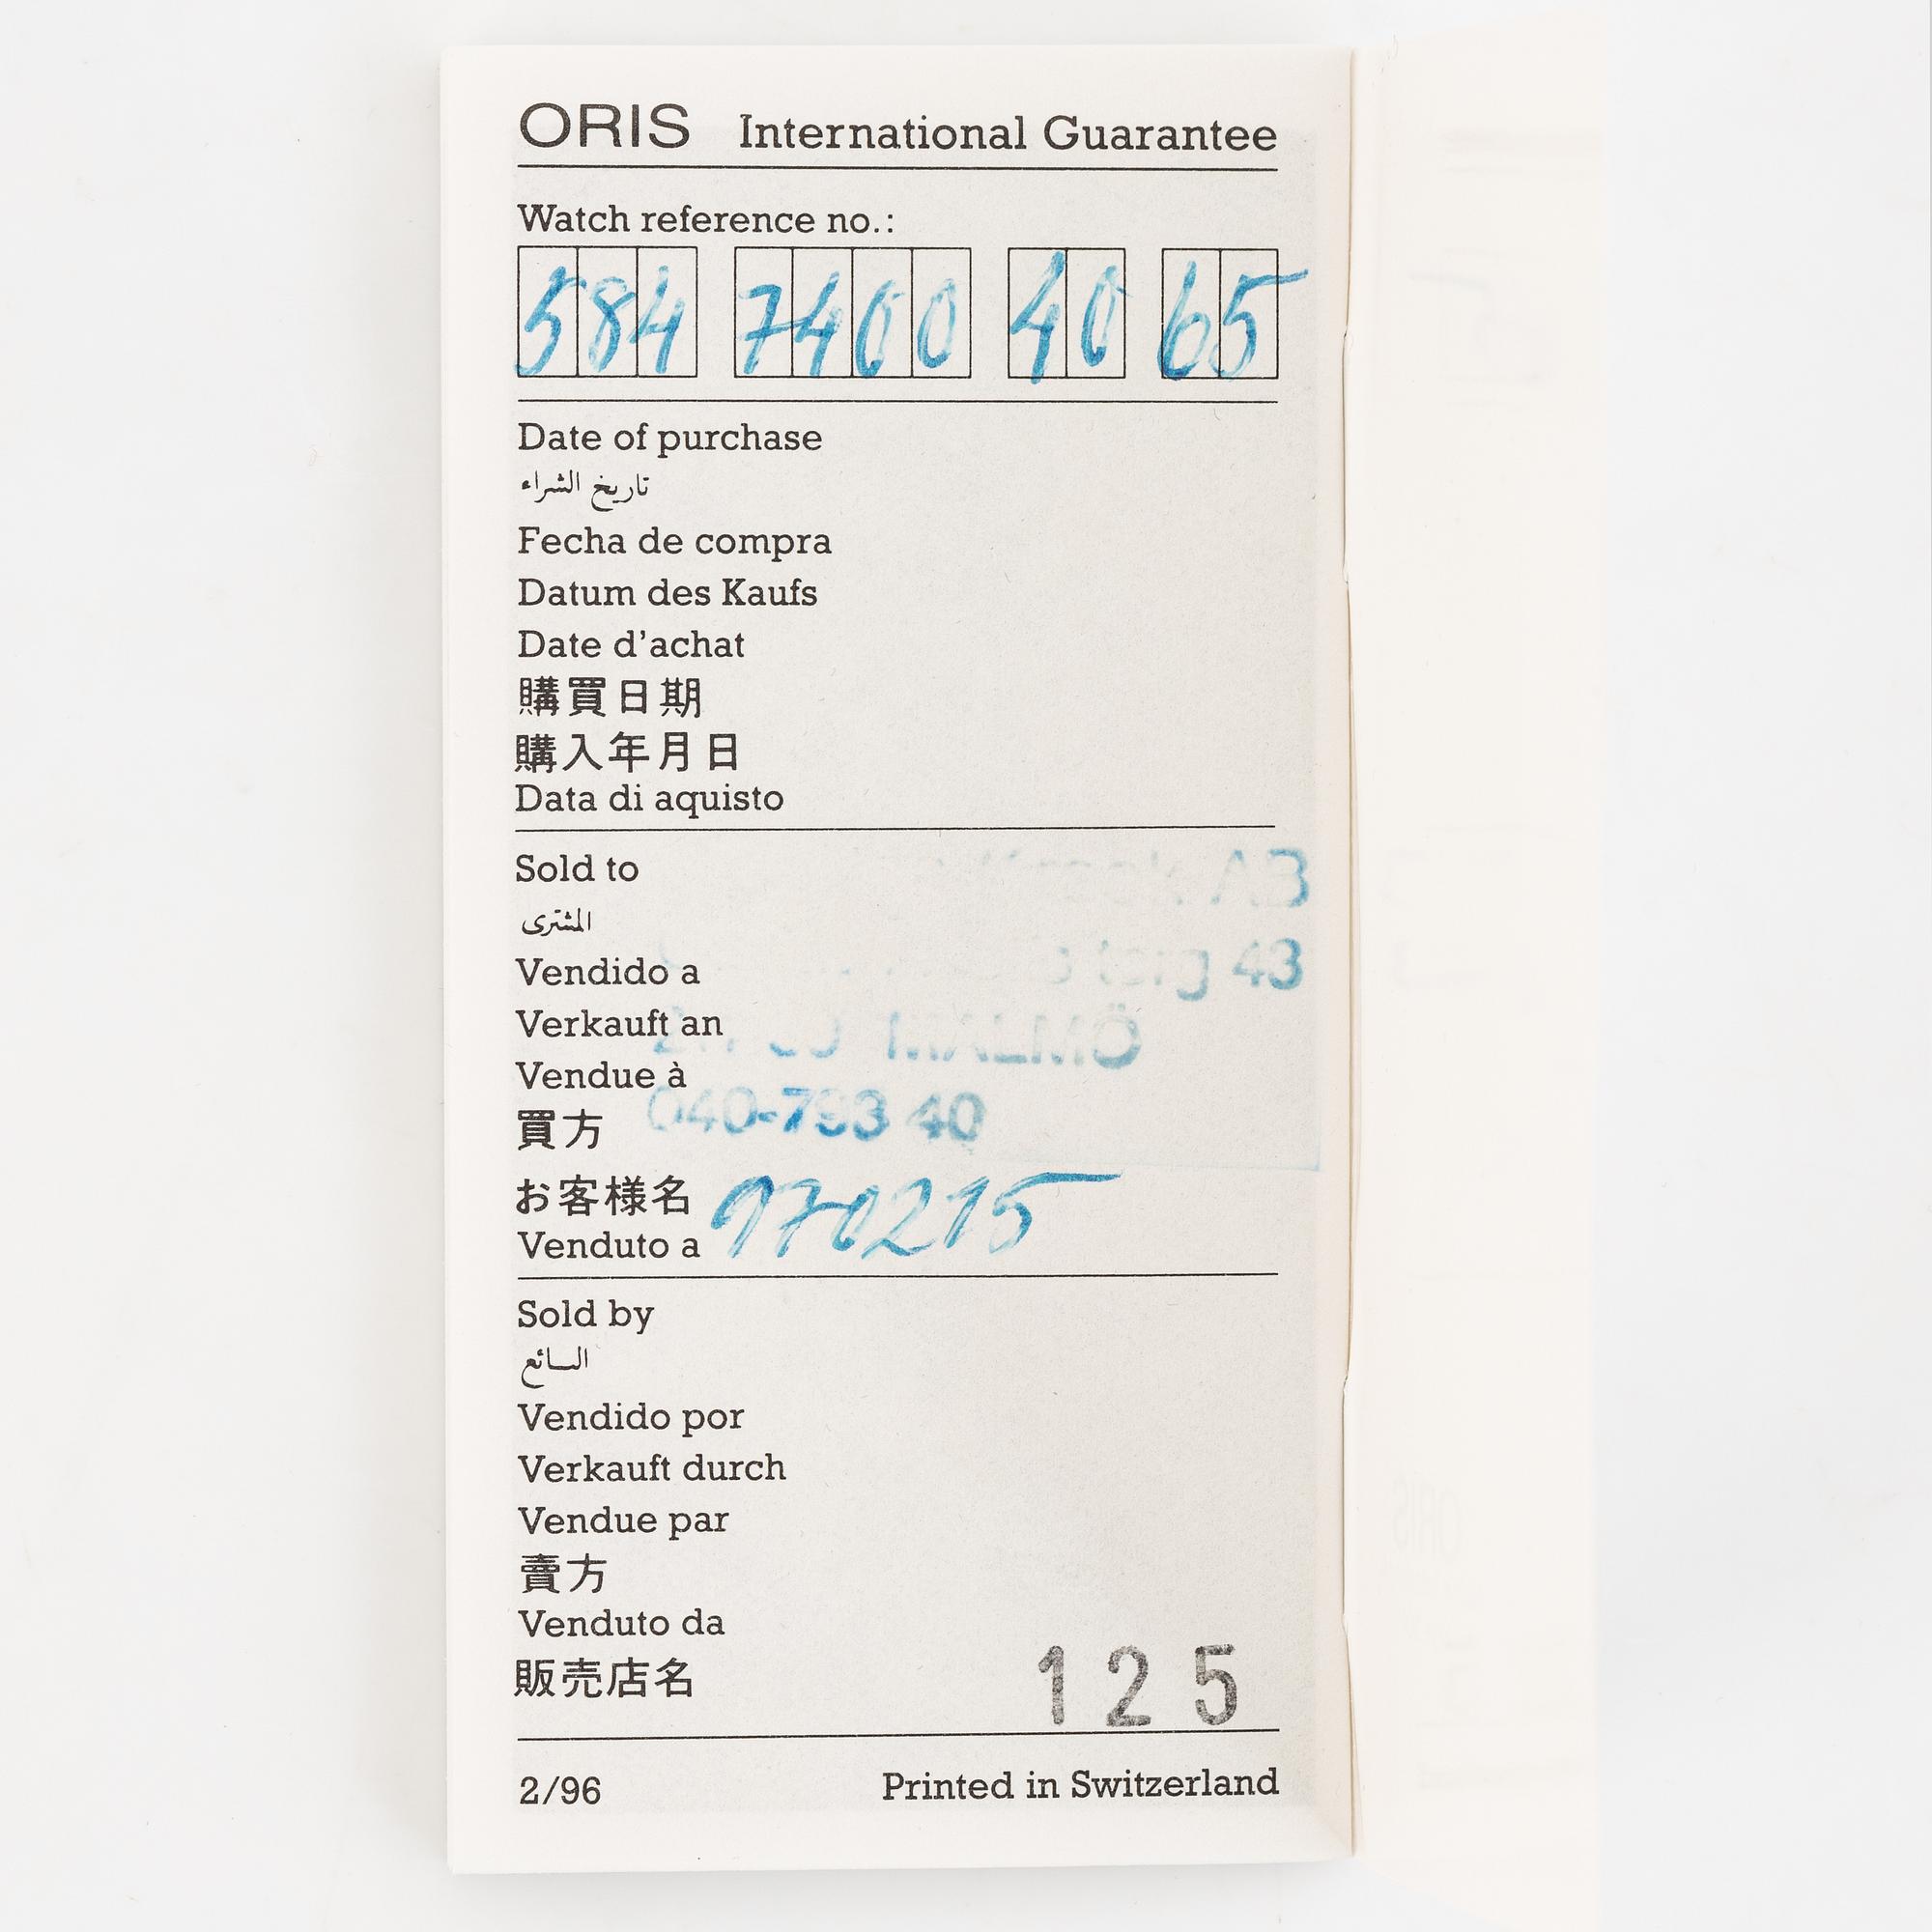 ORIS International Guarantee
Watch reference no.:
584 7400 40 65
Date of purchase
تاريخ الشراء
Fecha de compra
Datum des Kaufs
Date d'achat
購買日期
購入年月日
Data di aquisto
Sold to
AB
المشترى
torg 43
Vendido a
Verkauft an
MALMÖ
Vendue à
040-793 40
買方
お客様名
970215
Venduto a
Sold by
البائع
Vendido por
Verkauft durch
Vendue par
賣方
Venduto da
販売店名
125
2/96 Printed in Switzerland